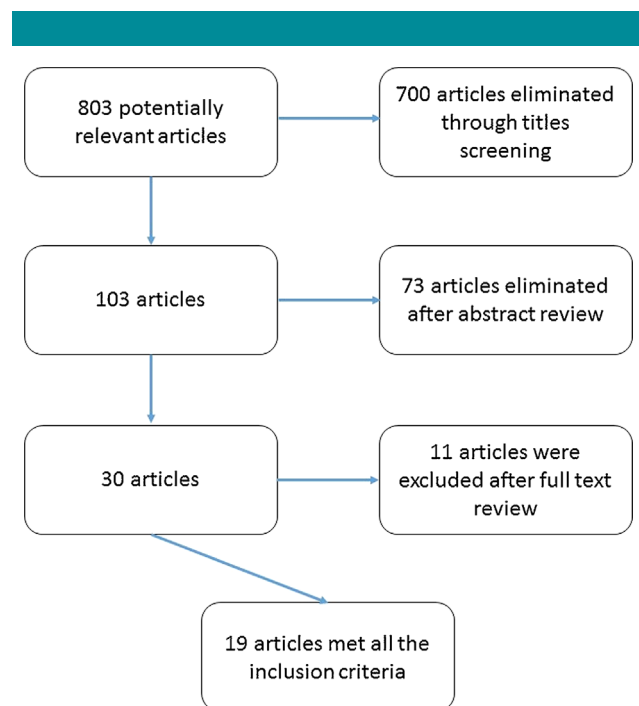 803 potentially
relevant articles
700 articles eliminated
through titles
screening
103 articles
73 articles eliminated
after abstract review
30 articles
11 articles were
excluded after full text
review
19 articles met all the
inclusion criteria